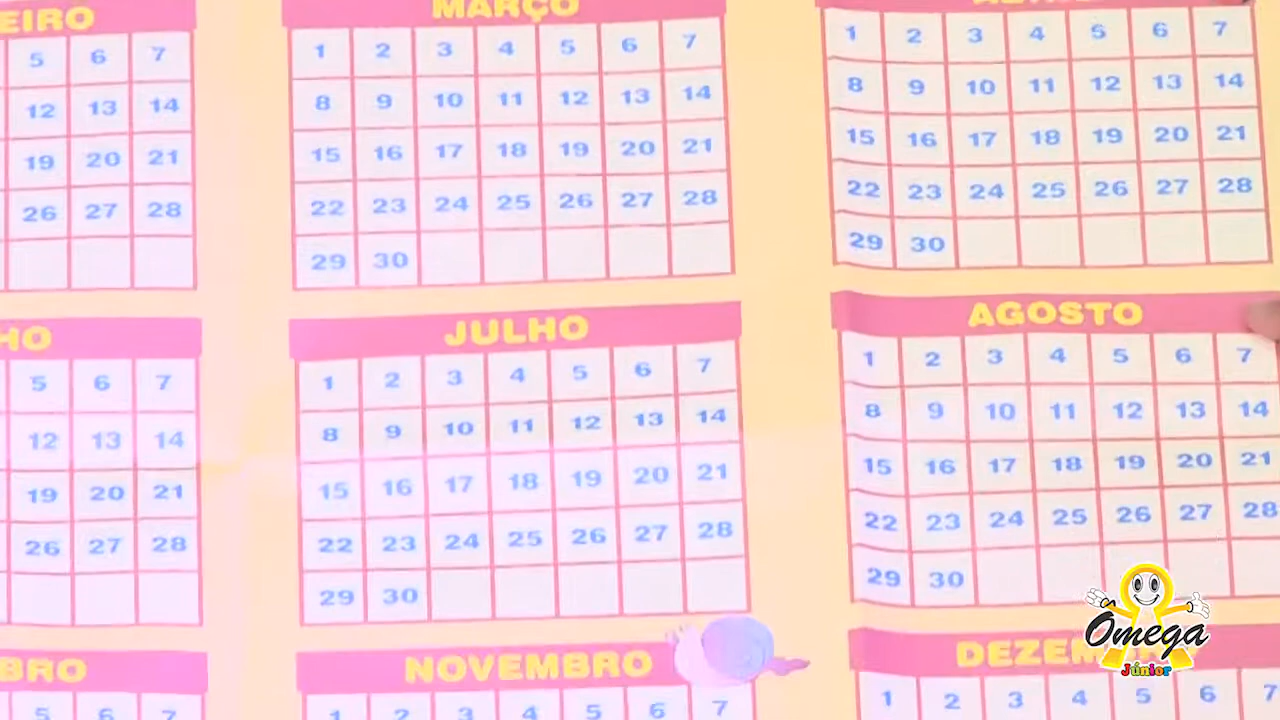 EIRO
5 6 7
12 13 14
19 20 21
26 27 28
MARÇO
1 2 3 4 5 6 7
8 9 10 11 12 13 14
15 16 17 18 19 20 21
22 23 24 25 26 27 28
29 30
1 2 3 4 5 6 7
8 9 10 11 12 13 14
15 16 17 18 19 20 21
22 23 24 25 26 27 28
29 30
HO
5 6 7
12 13 14
19 20 21
26 27 28
JULHO
1 2 3 4 5 6 7
8 9 10 11 12 13 14
15 16 17 18 19 20 21
22 23 24 25 26 27 28
29 30
AGOSTO
1 2 3 4 5 6 7
8 9 10 11 12 13 14
15 16 17 18 19 20 21
22 23 24 25 26 27 28
29 30
BRO
5 6 7
NOVEMBRO
1 2 3 4 5 6 7
DEZEM
1 2 3 4 5 6 7
Omega
Júnior